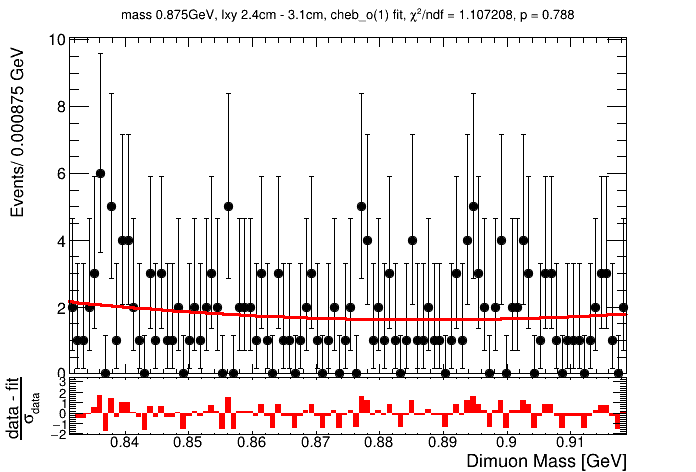 mass 0.875GeV, lxy 2.4cm - 3.1cm, cheb_o(1) fit, χ²/ndf = 1.107208, p = 0.788
Events/ 0.000875 GeV
10
8
6
4
2
0
data - fit
σdata
3
2
1
0
−1
−2
0.84 0.85 0.86 0.87 0.88 0.89 0.9 0.91
Dimuon Mass [GeV]